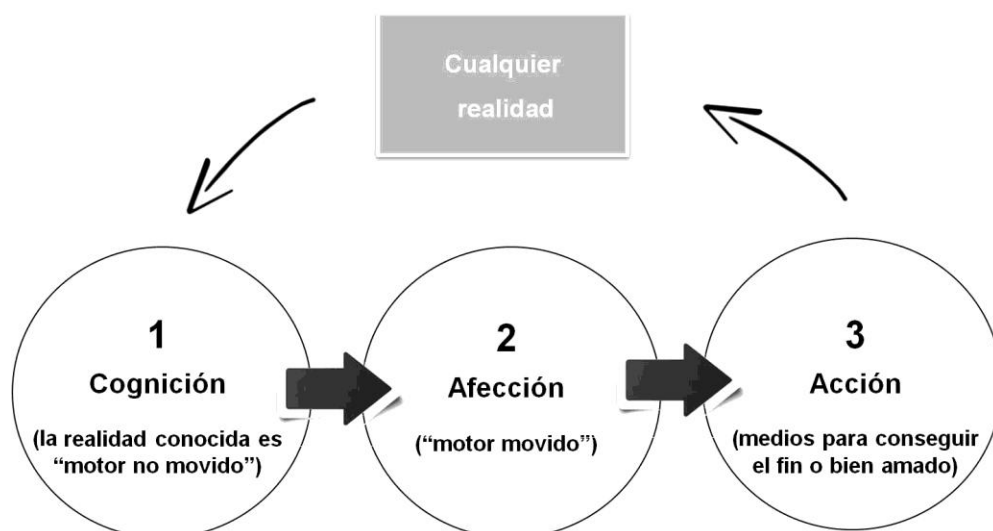 Cualquier
realidad
1
Cognición
(la realidad conocida es
“motor no movido”)
2
Afección
(“motor movido”)
3
Acción
(medios para conseguir
el fin o bien amado)